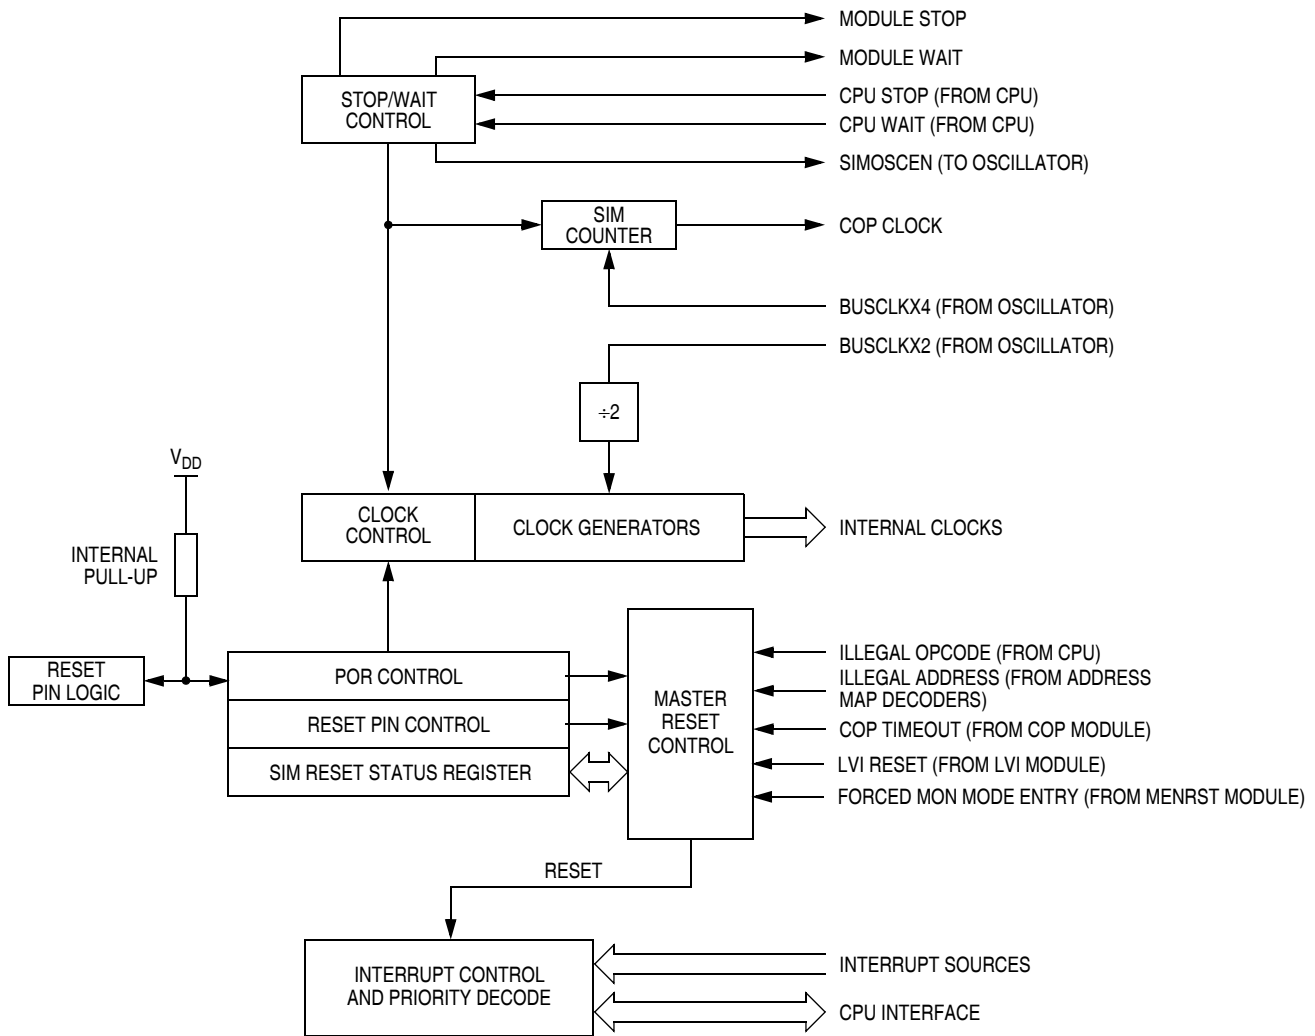 MODULE STOP
MODULE WAIT
STOP/WAIT
CONTROL
CPU STOP (FROM CPU)
CPU WAIT (FROM CPU)
SIMOSCEN (TO OSCILLATOR)
SIM
COUNTER
COP CLOCK
BUSCLKX4 (FROM OSCILLATOR)
BUSCLKX2 (FROM OSCILLATOR)
÷2
VDD
INTERNAL
PULL-UP
CLOCK
CONTROL
CLOCK GENERATORS
INTERNAL CLOCKS
RESET
PIN LOGIC
POR CONTROL
RESET PIN CONTROL
SIM RESET STATUS REGISTER
MASTER
RESET
CONTROL
ILLEGAL OPCODE (FROM CPU)
ILLEGAL ADDRESS (FROM ADDRESS
MAP DECODERS)
COP TIMEOUT (FROM COP MODULE)
LVI RESET (FROM LVI MODULE)
FORCED MON MODE ENTRY (FROM MENRST MODULE)
RESET
INTERRUPT CONTROL
AND PRIORITY DECODE
INTERRUPT SOURCES
CPU INTERFACE